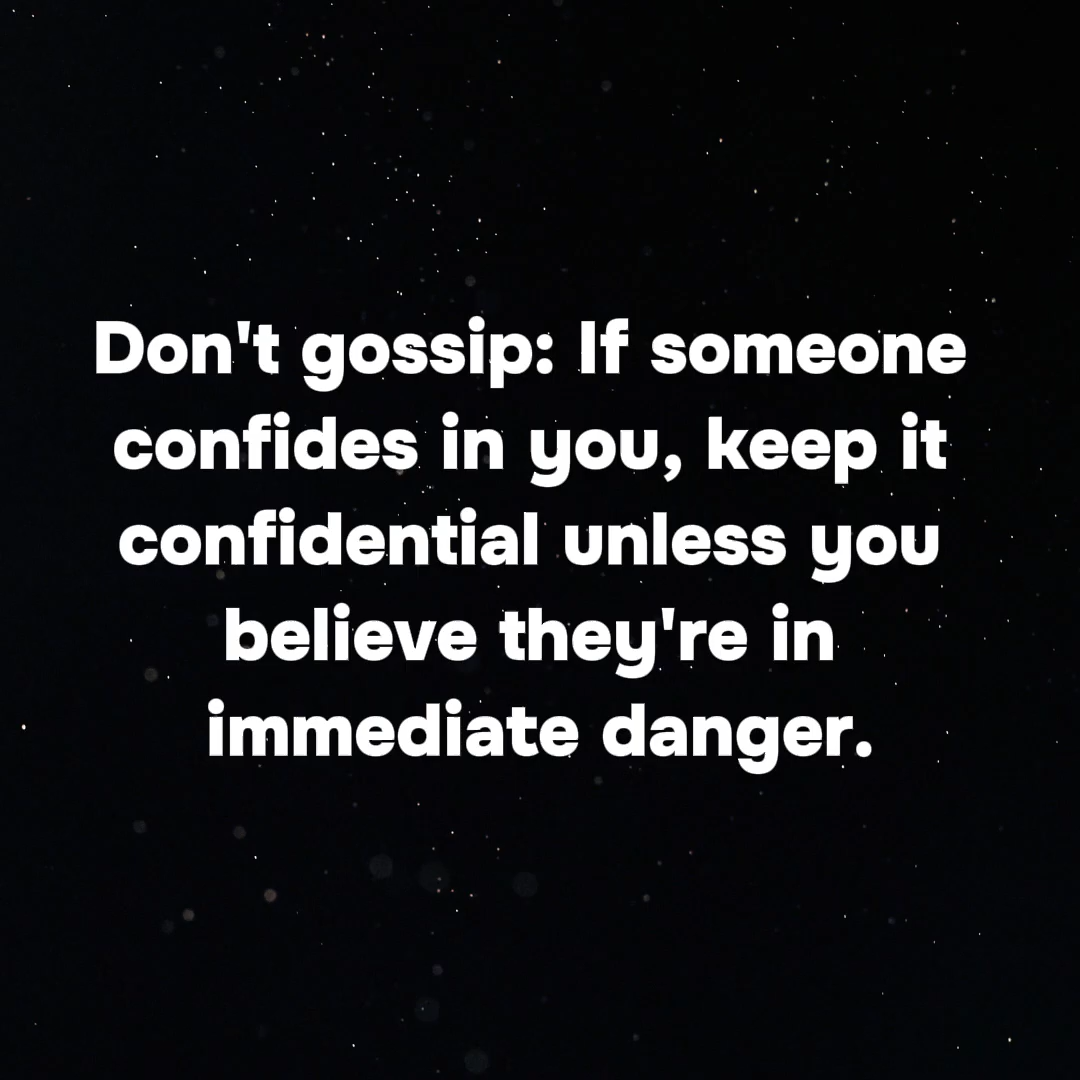 Don't gossip: If someone
confides in you, keep it
confidential unless you
believe they're in
immediate danger.